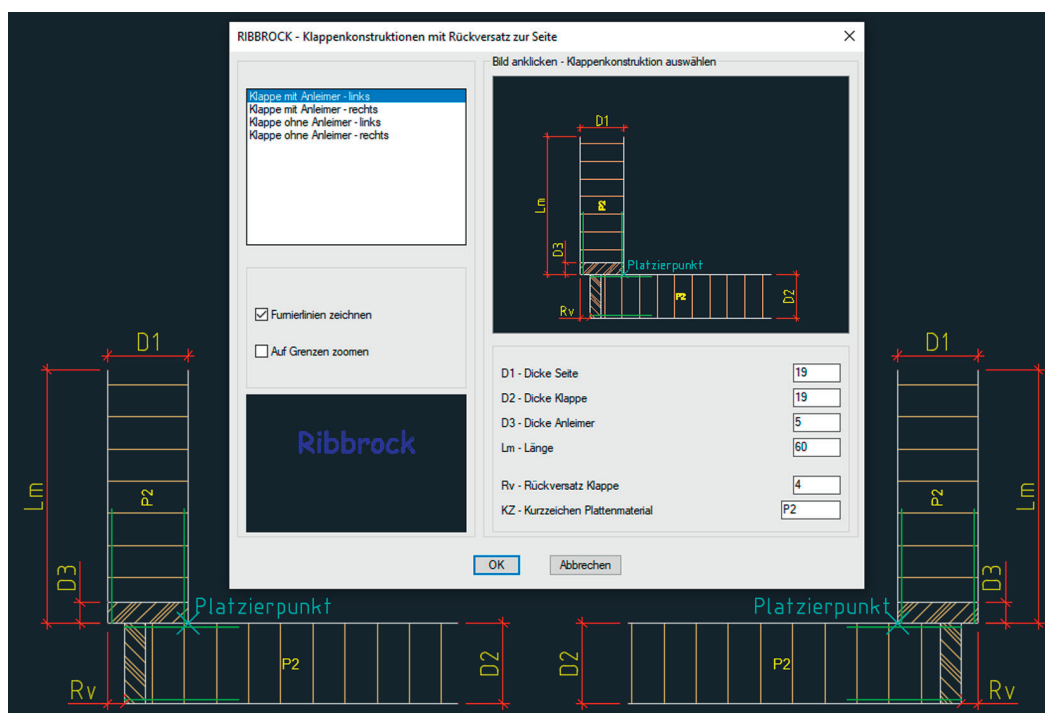 RIBBROCK - Klappenkonstruktionen mit Rückversatz zur Seite
Bild anklicken - Klappenkonstruktion auswählen
Klappe mit Anleimer - links
Klappe mit Anleimer - rechts
Klappe ohne Anleimer - links
Klappe ohne Anleimer - rechts
D1
Lm
P2
D3
Platzierpunkt
P2
D2
Rv
Furnierlinien zeichnen
Auf Grenzen zoomen
Ribbrock
D1 - Dicke Seite 19
D2 - Dicke Klappe 19
D3 - Dicke Anleimer 5
Lm - Länge 60
Rv - Rückversatz Klappe 4
KZ - Kurzzeichen Plattenmaterial P2
OK Abbrechen
D1
Lm
P2
D3
Platzierpunkt
P2
D2
Rv
D1
Lm
P2
D3
Platzierpunkt
D2
P2
Rv